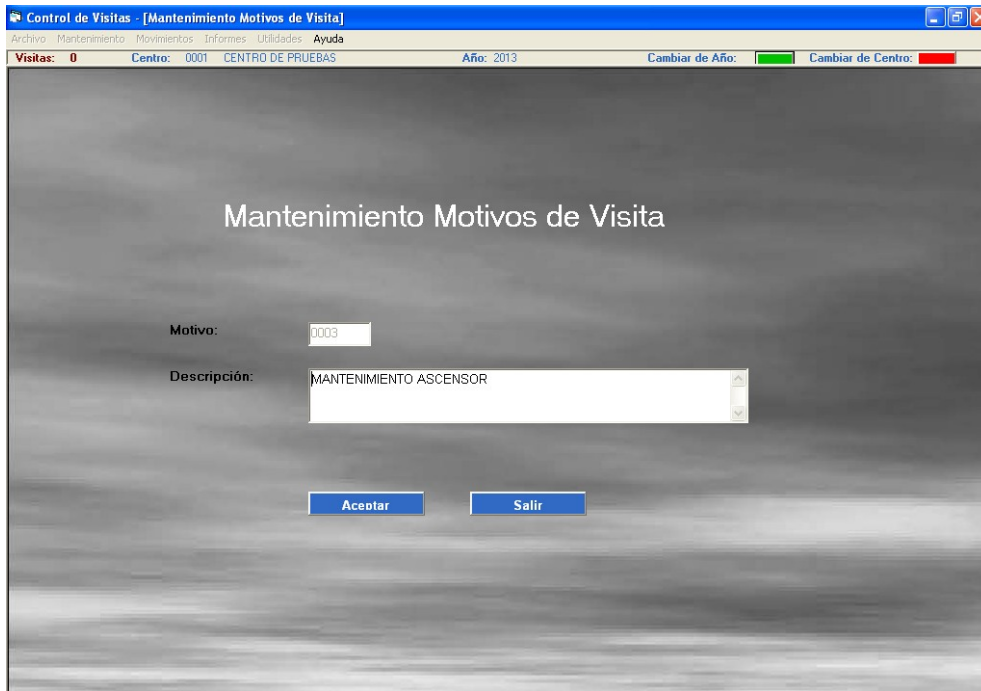 Control de Visitas - [Mantenimiento Motivos de Visita]
Archivo Mantenimiento Movimientos Informes Utilidades Ayuda
Visitas: 0 Centro: 0001 CENTRO DE PRUEBAS Año: 2013 Cambiar de Año: Cambiar de Centro:
Mantenimiento Motivos de Visita
Motivo: 0003
Descripción: MANTENIMIENTO ASCENSOR
Aceptar Salir